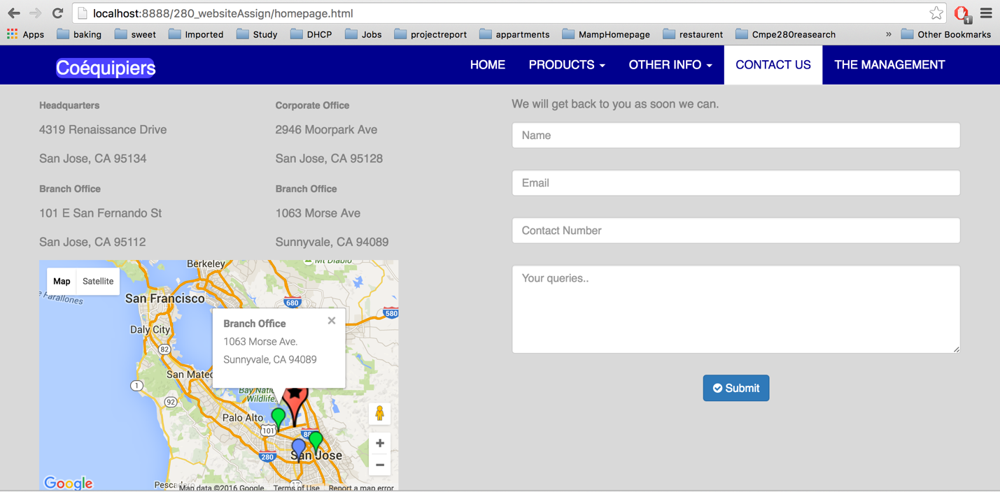 localhost:8888/280_websiteAssign/homepage.html
1
Apps baking sweet Imported Study DHCP Jobs projectreport appartments MampHomepage restaurent Cmpe280reasearch » Other Bookmarks
Coéquipiers HOME PRODUCTS OTHER INFO CONTACT US THE MANAGEMENT
Headquarters
4319 Renaissance Drive
San Jose, CA 95134
Corporate Office
2946 Moorpark Ave
San Jose, CA 95128
Branch Office
101 E San Fernando St
San Jose, CA 95112
Branch Office
1063 Morse Ave
Sunnyvale, CA 94089
Map Satellite
Berkeley
Mt Diablo
Farallones
San Francisco
680
580
Daly City
82
Branch Office ×
1063 Morse Ave.
Sunnyvale, CA 94089
San Mateo
1
92
Wildlife
Palo Alto
101
280
San Jose
17
Google
Map data ©2016 Google Terms of Use Report a map error
We will get back to you as soon we can.
Name
Email
Contact Number
Your queries..
Submit